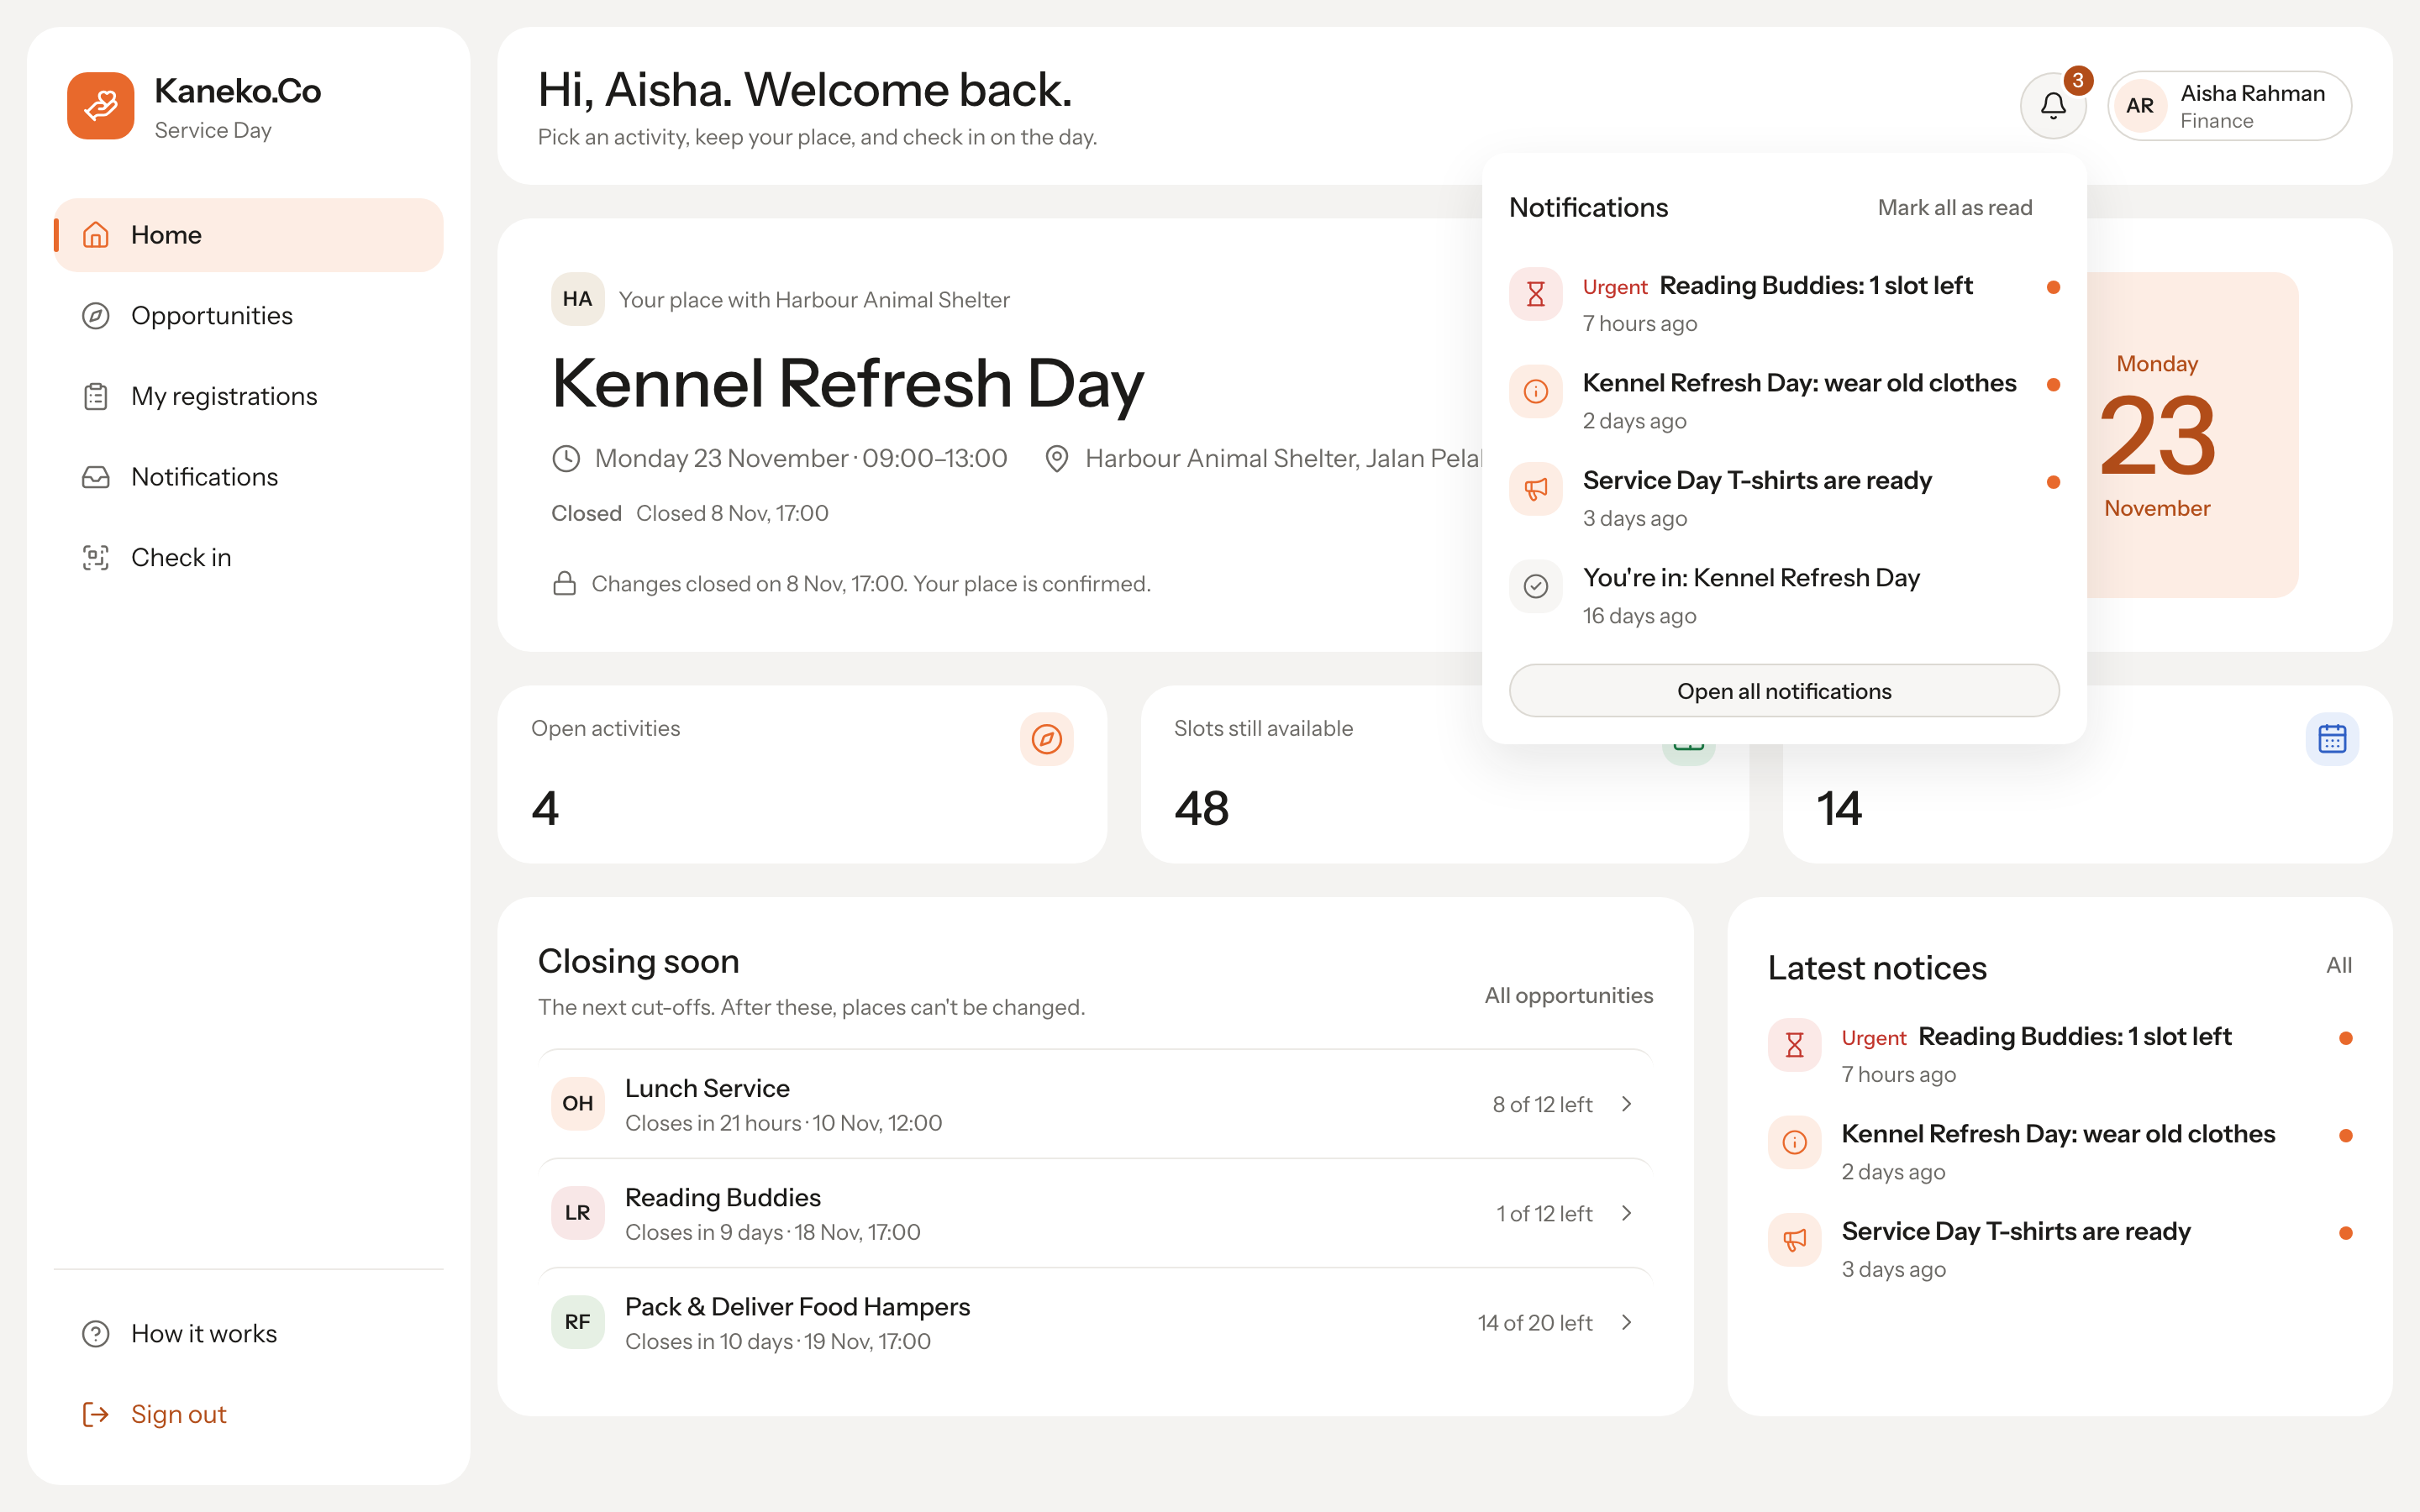 Kaneko.Co
Service Day
Home
Opportunities
My registrations
Notifications
Check in
How it works
Sign out
Hi, Aisha. Welcome back.
Pick an activity, keep your place, and check in on the day.
3
AR
Aisha Rahman
Finance
HA
Your place with Harbour Animal Shelter
Kennel Refresh Day
Monday 23 November · 09:00–13:00
Harbour Animal Shelter, Jalan
Closed Closed 8 Nov, 17:00
Changes closed on 8 Nov, 17:00. Your place is confirmed.
Monday
23
November
Notifications
Mark all as read
Urgent Reading Buddies: 1 slot left
7 hours ago
Kennel Refresh Day: wear old clothes
2 days ago
Service Day T-shirts are ready
3 days ago
You're in: Kennel Refresh Day
16 days ago
Open all notifications
Open activities
4
Slots still available
48
14
Closing soon
The next cut-offs. After these, places can't be changed.
All opportunities
OH
Lunch Service
Closes in 21 hours · 10 Nov, 12:00
8 of 12 left
LR
Reading Buddies
Closes in 9 days · 18 Nov, 17:00
1 of 12 left
RF
Pack & Deliver Food Hampers
Closes in 10 days · 19 Nov, 17:00
14 of 20 left
Latest notices
All
Urgent Reading Buddies: 1 slot left
7 hours ago
Kennel Refresh Day: wear old clothes
2 days ago
Service Day T-shirts are ready
3 days ago